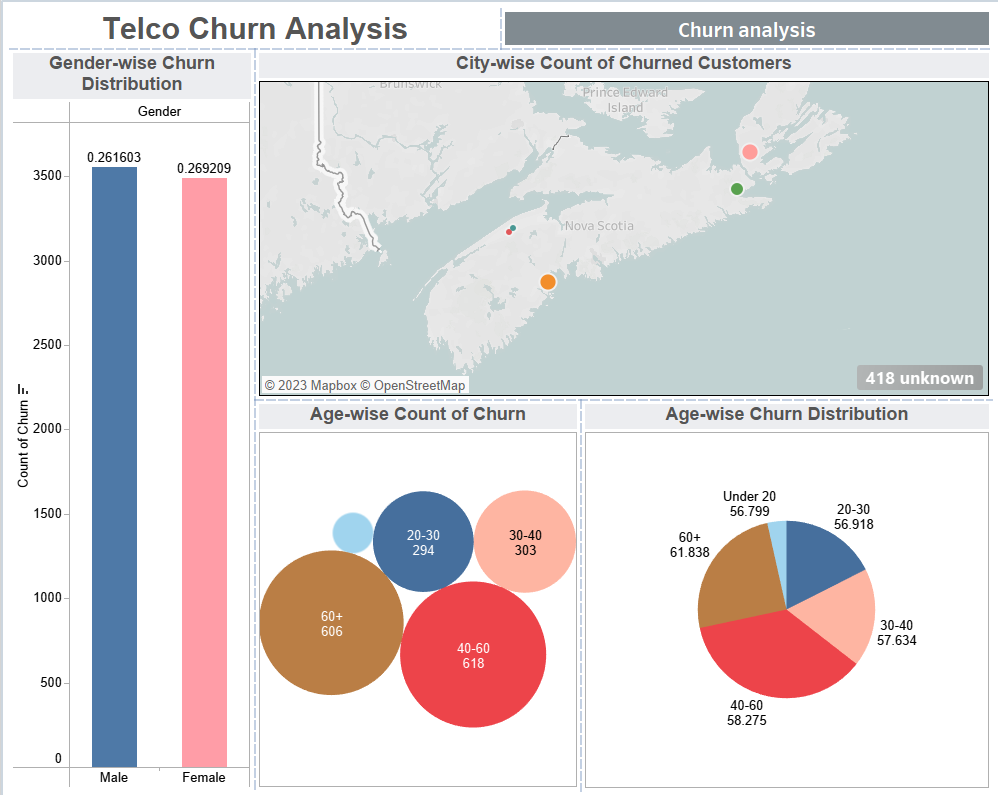 Telco Churn Analysis
Churn analysis
Gender-wise Churn
Distribution
Gender
0.261603
0.269209
3500
3000
2500
2000
1500
1000
500
0
Count of Churn
Male
Female
City-wise Count of Churned Customers
Brunswick
Prince Edward
Island
Nova Scotia
© 2023 Mapbox © OpenStreetMap
418 unknown
Age-wise Count of Churn
20-30
294
30-40
303
60+
606
40-60
618
Age-wise Churn Distribution
Under 20
56.799
20-30
56.918
60+
61.838
30-40
57.634
40-60
58.275